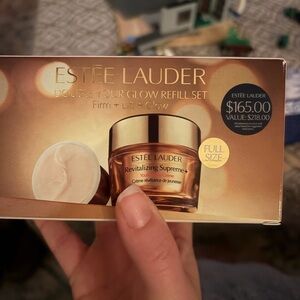 ESTĒE LAUDER
YOUR GLOW REFILL SET
Firm + Lift + Glow
ESTĒE LAUDER
$165.00
VALUE: $218.00
ESTĒE LAUDER
Revitalizing Supreme+
Crème
FULL
SIZE